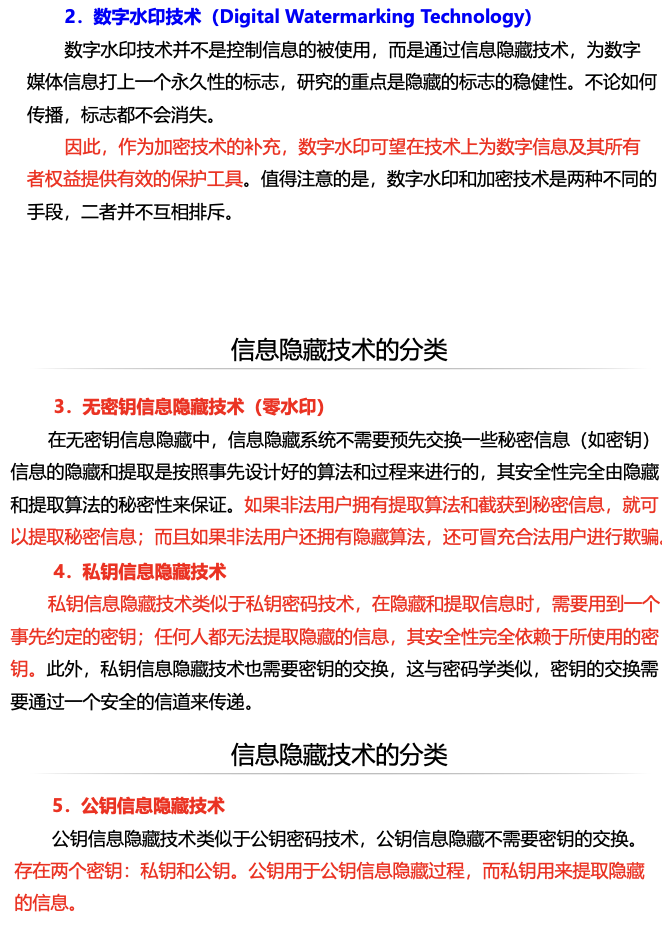 2．数字水印技术（Digital Watermarking Technology）
数字水印技术并不是控制信息的被使用，而是通过信息隐藏技术，为数字
媒体信息打上一个永久性的标志，研究的重点是隐藏的标志的稳健性。不论如何
传播，标志都不会消失。
因此，作为加密技术的补充，数字水印可望在技术上为数字信息及其所有
者权益提供有效的保护工具。值得注意的是，数字水印和加密技术是两种不同的
手段，二者并不互相排斥。
信息隐藏技术的分类
3．无密钥信息隐藏技术（零水印）
在无密钥信息隐藏中，信息隐藏系统不需要预先交换一些秘密信息（如密钥）
信息的隐藏和提取是按照事先设计好的算法和过程来进行的，其安全性完全由隐藏
和提取算法的秘密性来保证。如果非法用户拥有提取算法和截获到秘密信息，就可
以提取秘密信息；而且如果非法用户还拥有隐藏算法，还可冒充合法用户进行欺骗。
4．私钥信息隐藏技术
私钥信息隐藏技术类似于私钥密码技术，在隐藏和提取信息时，需要用到一个
事先约定的密钥；任何人都无法提取隐藏的信息，其安全性完全依赖于所使用的密
钥。此外，私钥信息隐藏技术也需要密钥的交换，这与密码学类似，密钥的交换需
要通过一个安全的信道来传递。
信息隐藏技术的分类
5．公钥信息隐藏技术
公钥信息隐藏技术类似于公钥密码技术，公钥信息隐藏不需要密钥的交换。
存在两个密钥：私钥和公钥。公钥用于公钥信息隐藏过程，而私钥用来提取隐藏
的信息。